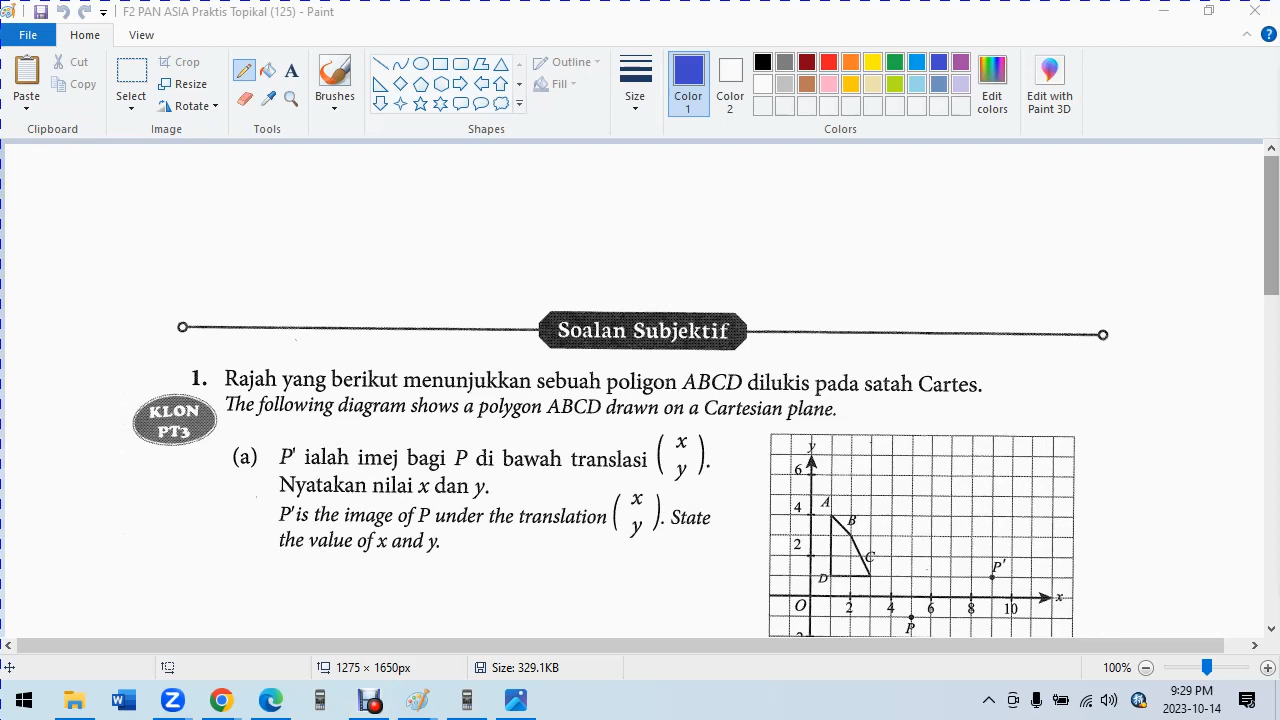 F2 PAN ASIA Praktis Topikal (125) - Paint
File Home View
Paste
Cut
Copy
Clipboard
Select
Crop
Resize
Rotate
Image
A
Tools
Brushes
Outline
Fill
Shapes
Size
Color 1
Color 2
Edit colors
Colors
Edit with Paint 3D
Soalan Subjektif
1. Rajah yang berikut menunjukkan sebuah poligon ABCD dilukis pada satah Cartes.
The following diagram shows a polygon ABCD drawn on a Cartesian plane.
KLON
PT3
(a) P' ialah imej bagi P di bawah translasi (x y).
Nyatakan nilai x dan y.
P' is the image of P under the translation (x y). State
the value of x and y.
y
6
4
2
A
B
C
D
P'
O
2 4 6 8 10
x
P
1275 × 1650px
Size: 329.1KB
100%
9:29 PM
2023-10-14